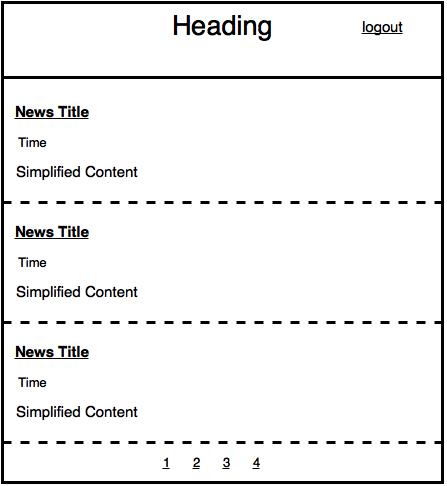 Heading
logout
News Title
Time
Simplified Content
News Title
Time
Simplified Content
News Title
Time
Simplified Content
1 2 3 4